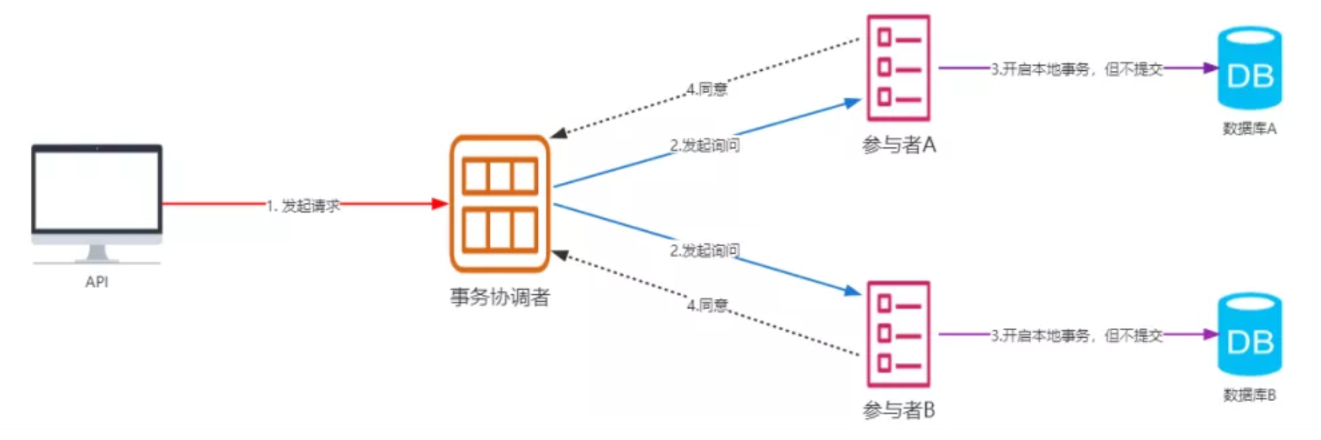 4.同意
3.开启本地事务，但不提交
DB
数据库A
2.发起询问
参与者A
1. 发起请求
API
事务协调者
2.发起询问
4.同意
3.开启本地事务，但不提交
DB
数据库B
参与者B